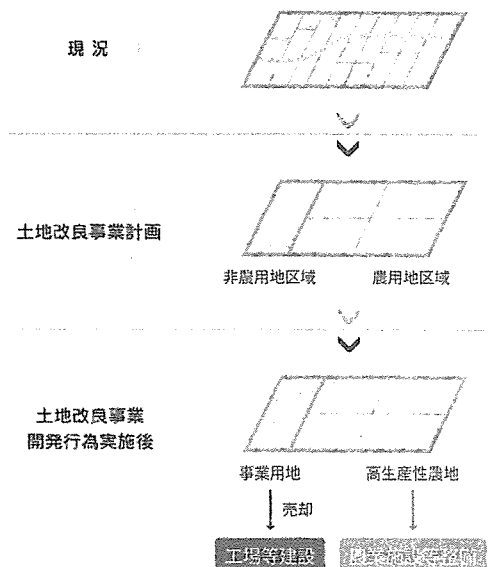 現況
土地改良事業計画
非農用地区域
農用地区域
土地改良事業
開発行為実施後
事業用地
高生産性農地
売却
工場等建設